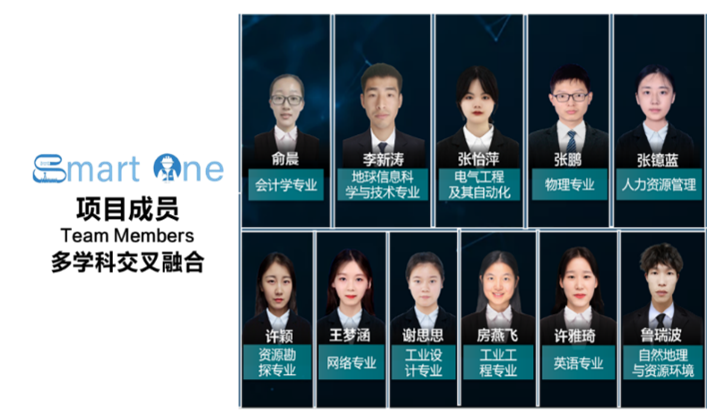 Smart One
项目成员
Team Members
多学科交叉融合
俞晨
会计学专业
李新涛
地球信息科
学与技术专业
张怡萍
电气工程
及其自动化
张鹏
物理专业
张镱蓝
人力资源管理
许颖
资源勘
探专业
王梦涵
网络专业
谢思思
工业设
计专业
房燕飞
工业工
程专业
许雅琦
英语专业
鲁瑞波
自然地理
与资源环境